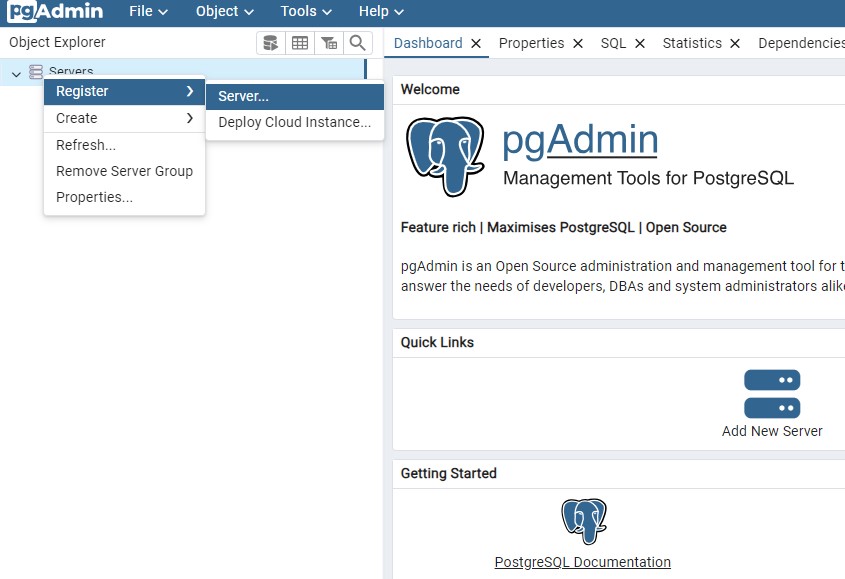 pgAdmin File Object Tools Help
Object Explorer
Dashboard Properties SQL Statistics Dependencies
Servers
Register
Server...
Create
Deploy Cloud Instance...
Refresh...
Remove Server Group
Properties...
Welcome
pgAdmin
Management Tools for PostgreSQL
Feature rich | Maximises PostgreSQL | Open Source
pgAdmin is an Open Source administration and management tool for t
answer the needs of developers, DBAs and system administrators alik
Quick Links
Add New Server
Getting Started
PostgreSQL Documentation